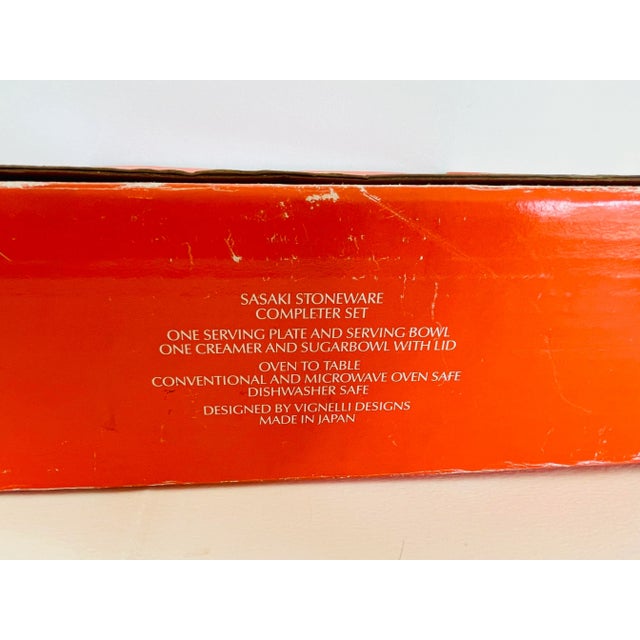 SASAKI STONEWARE
COMPLETER SET
ONE SERVING PLATE AND SERVING BOWL
ONE CREAMER AND SUGARBOWL WITH LID
OVEN TO TABLE
CONVENTIONAL AND MICROWAVE OVEN SAFE
DISHWASHER SAFE
DESIGNED BY VIGNELLI DESIGNS
MADE IN JAPAN